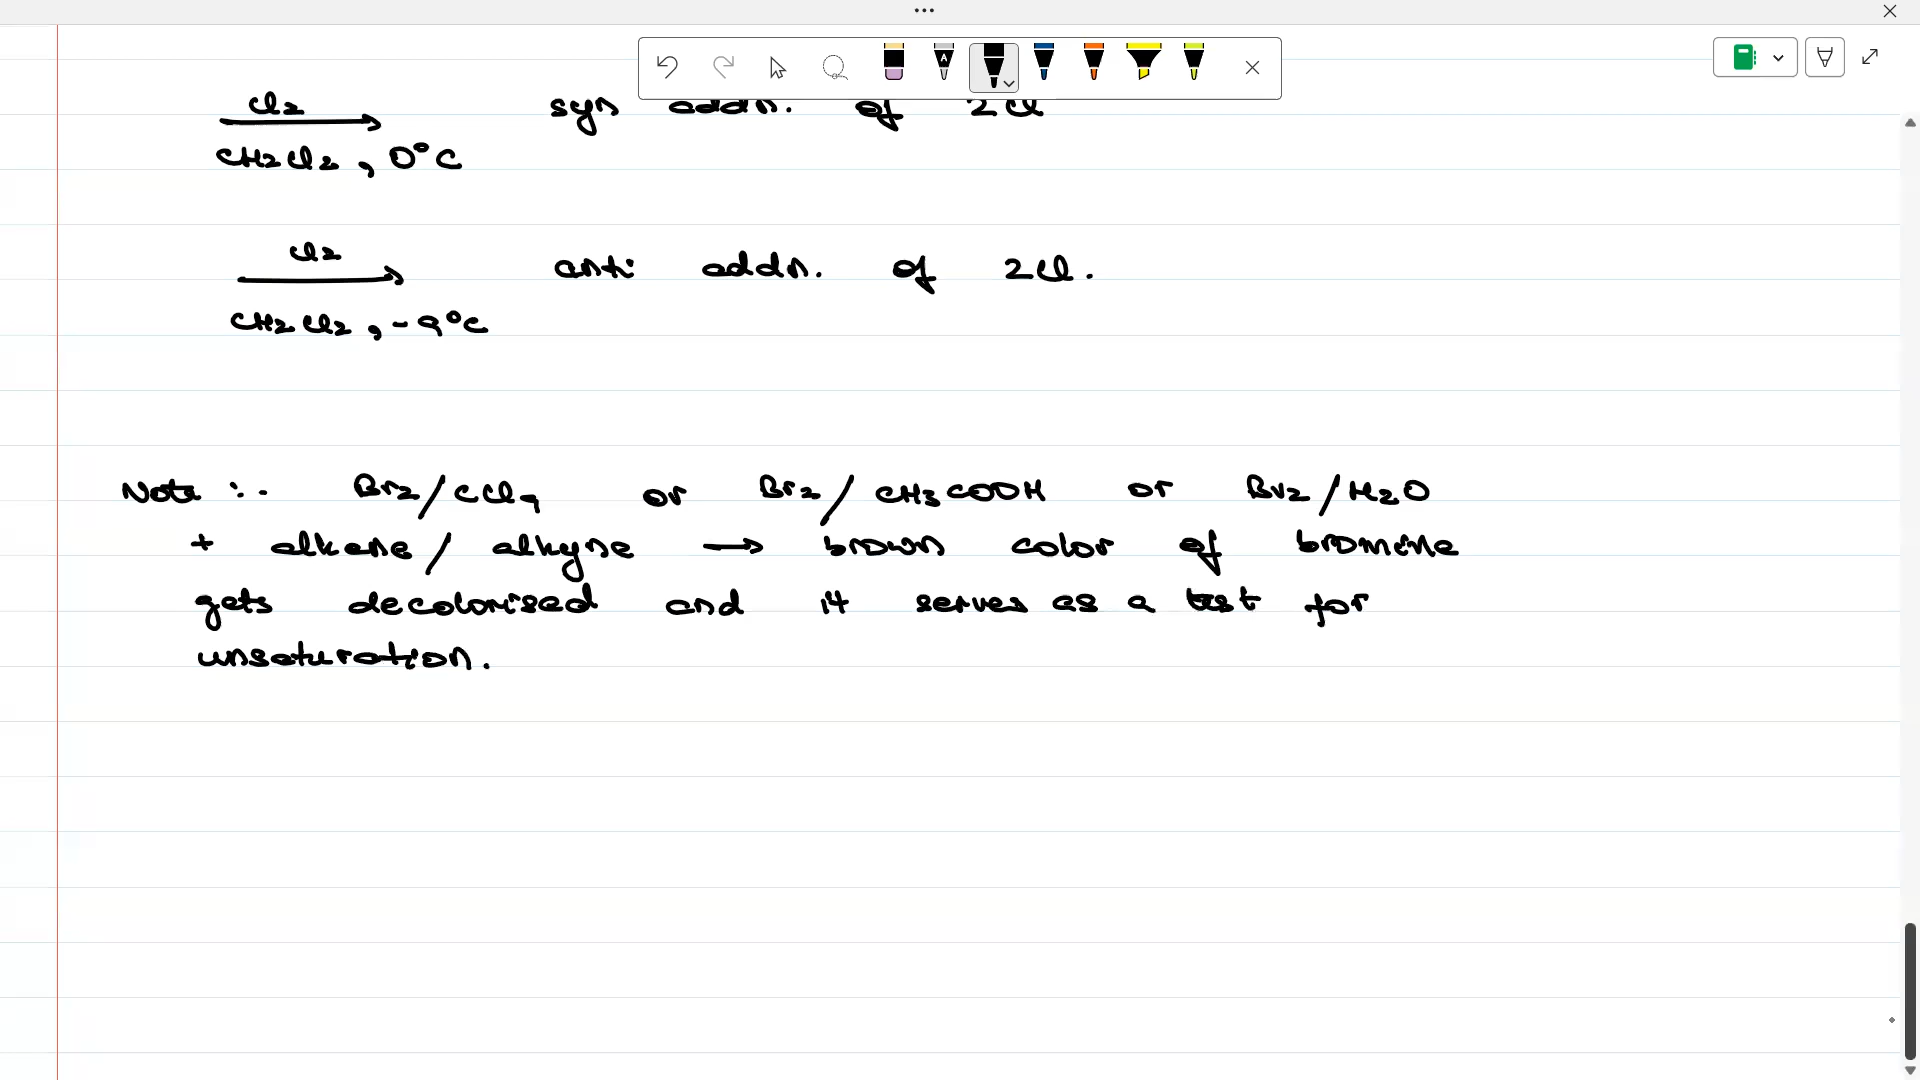 Cl2
syn addn. of 2Cl
CH2Cl2, 0°C
Cl2
anti addn. of 2Cl.
CH2Cl2, -9°C
Note :- Br2/CCl4 or Br2/CH3COOH or Br2/H2O
+ alkene/ alkyne → brown color of bromine
gets decolorised and it serves as a test for
unsaturation.